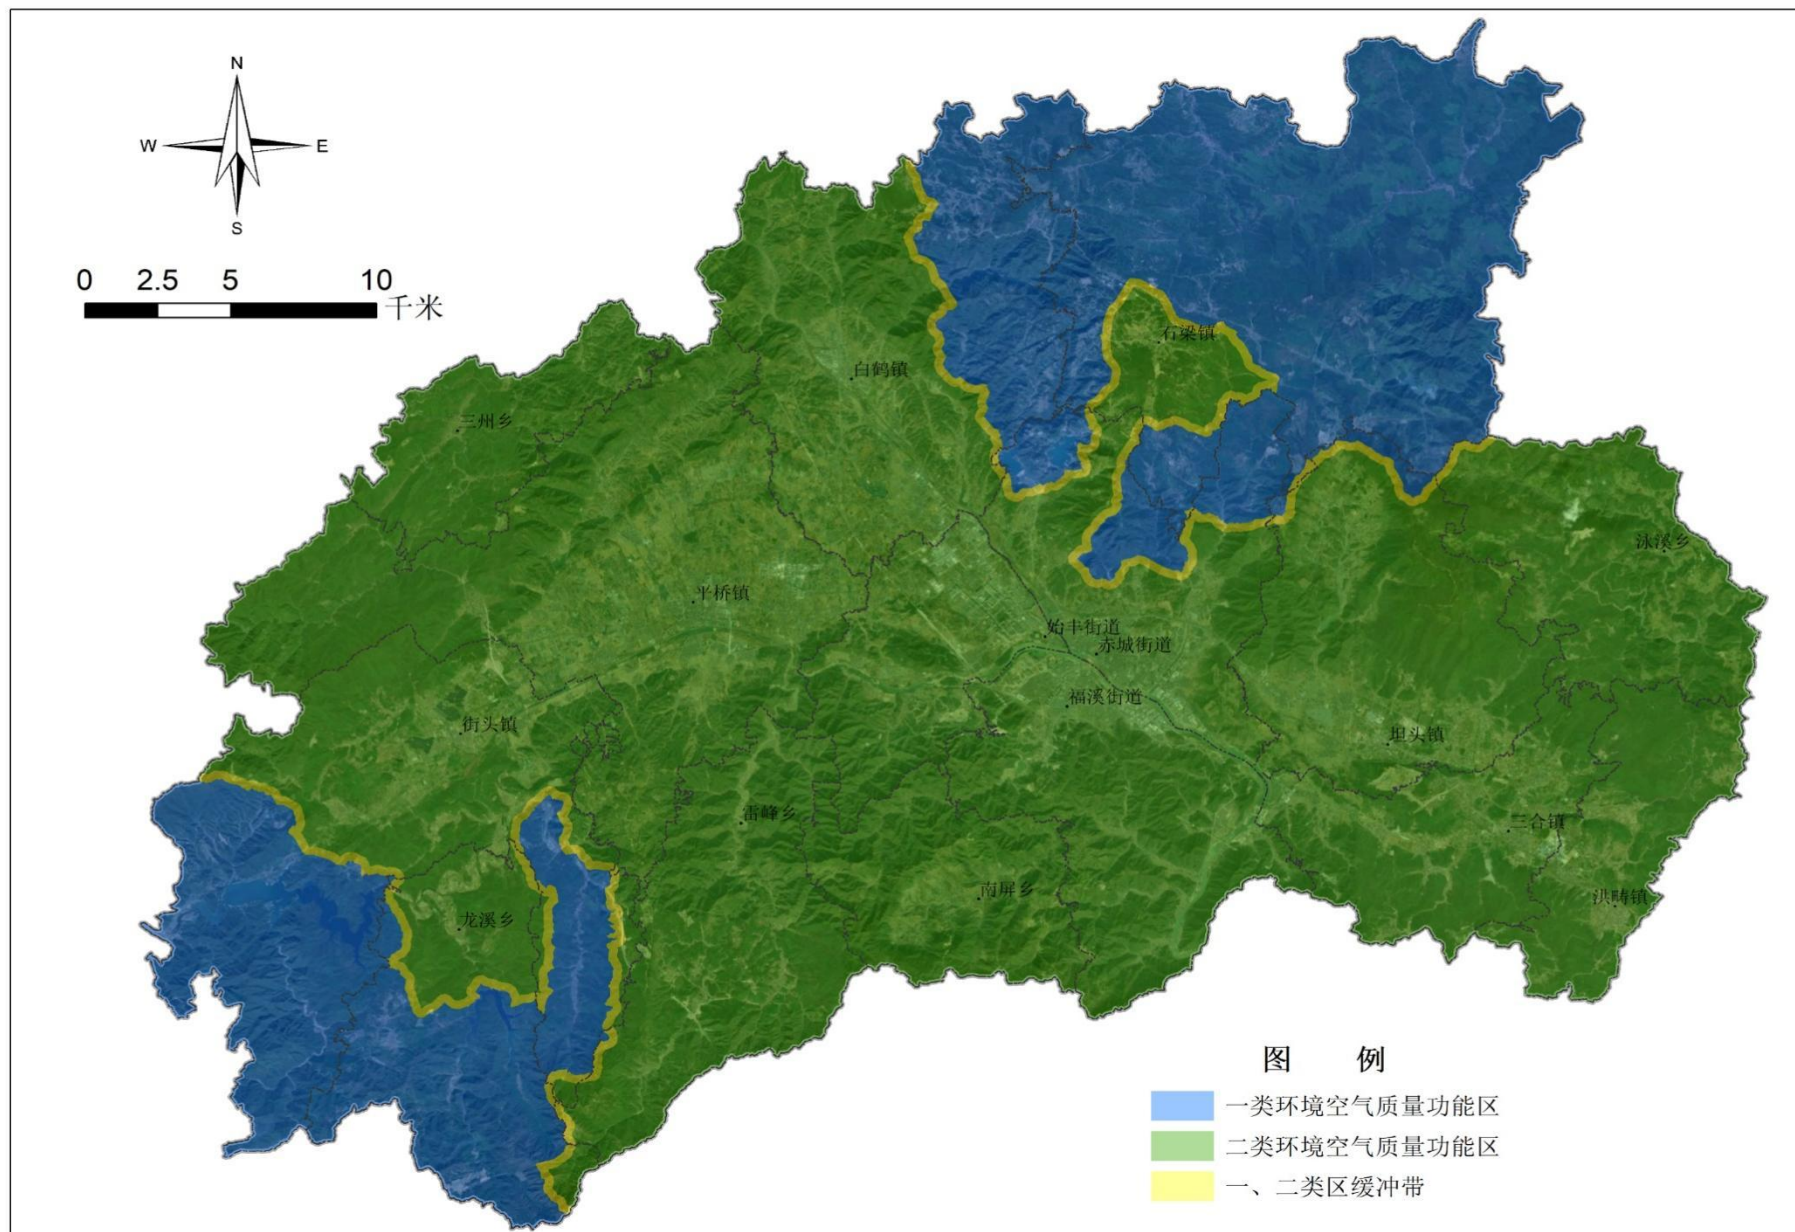 N
W E
S
0 2.5 5 10
千米
石梁镇
白鹤镇
三州乡
泳溪乡
平桥镇
始丰街道
赤城街道
福溪街道
街头镇
坦头镇
雷峰乡
三合镇
南屏乡
洪畴镇
龙溪乡
图 例
一类环境空气质量功能区
二类环境空气质量功能区
一、二类区缓冲带